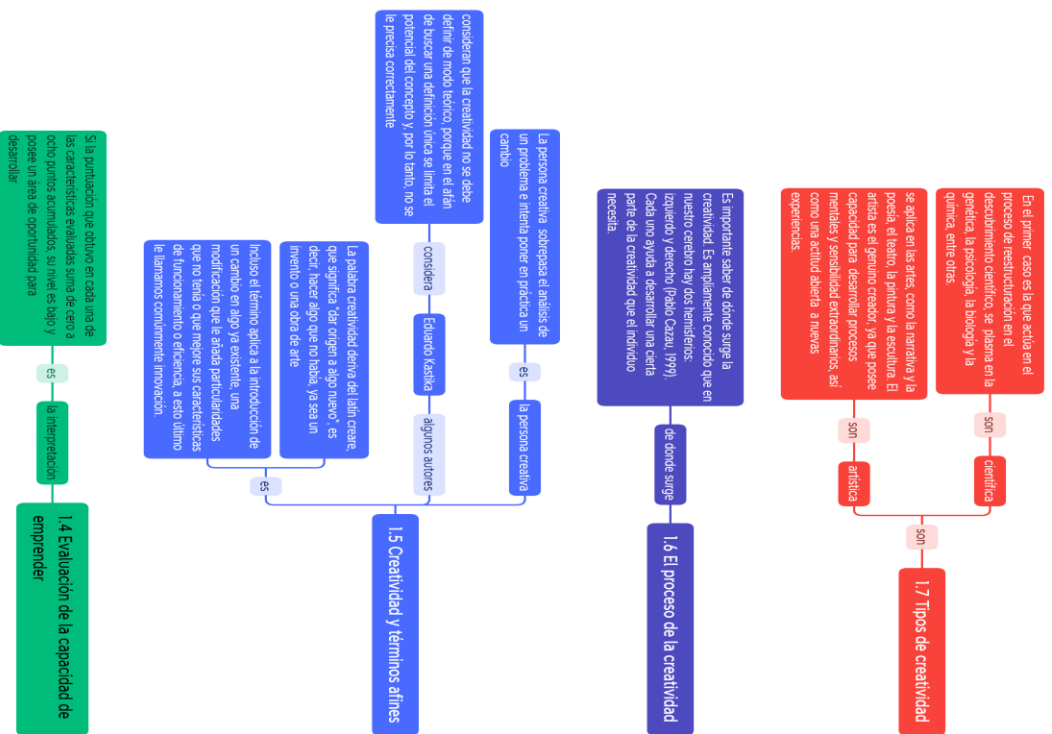 1.7 Tipos de creatividad
son
científica
son
En el primer caso es la que actúa en el
proceso de reestructuración en el
descubrimiento científico, se plasma en la
genética, la psicología, la biología y la
química, entre otras.
artística
son
se aplica en las artes, como la narrativa y la
poesía, el teatro, la pintura y la escultura. El
artista es el genuino creador, ya que posee
capacidad para desarrollar procesos
mentales y sensibilidad extraordinarios, así
como una actitud abierta a nuevas
experiencias.
1.6 El proceso de la creatividad
de donde surge
Es importante saber de dónde surge la
creatividad. Es ampliamente conocido que en
nuestro cerebro hay dos hemisferios:
izquierdo y derecho (Pablo Cazau, 1999).
Cada uno ayuda a desarrollar una cierta
parte de la creatividad que el individuo
necesita.
1.5 Creatividad y términos afines
la persona creativa
es
La persona creativa sobrepasa el análisis de
un problema e intenta poner en práctica un
cambio
algunos autores
Eduardo Kastika
considera
consideran que la creatividad no se debe
definir de modo teórico, porque en el afán
de buscar una definición única se limita el
potencial del concepto y, por lo tanto, no se
le precisa correctamente
es
La palabra creatividad deriva del latín creare,
que significa "dar origen a algo nuevo", es
decir, hacer algo que no había, ya sea un
invento o una obra de arte
Incluso el término aplica a la introducción de
un cambio en algo ya existente, una
modificación que le añada particularidades
que no tenía o que mejore sus características
de funcionamiento o eficiencia, a esto último
le llamamos comúnmente innovación.
1.4 Evaluación de la capacidad de
emprender
la interpretación
es
Si la puntuación que obtuvo en cada una de
las características evaluadas suma de cero a
ocho puntos acumulados, su nivel es bajo y
posee un área de oportunidad para
desarrollar